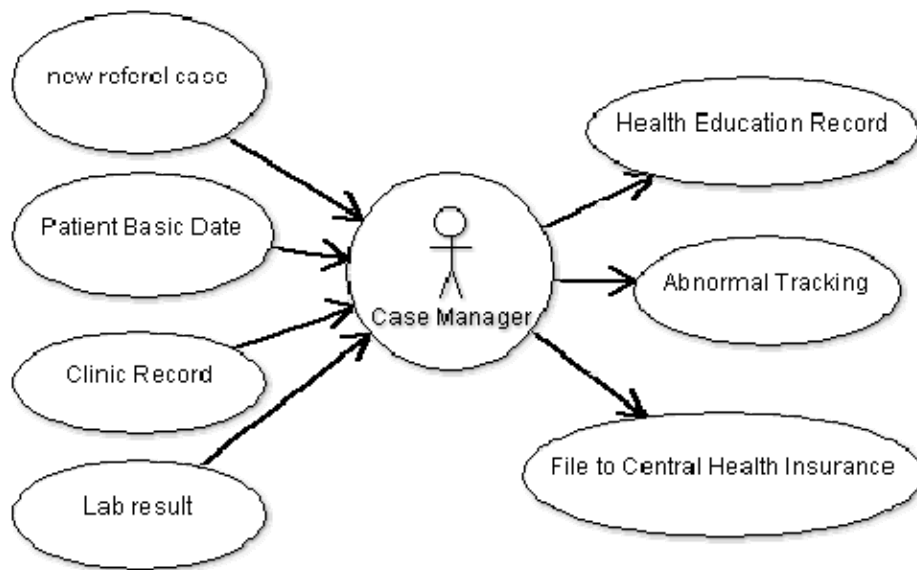 new referel case
Patient Basic Date
Clinic Record
Lab result
Case Manager
Health Education Record
Abnormal Tracking
File to Central Health Insurance